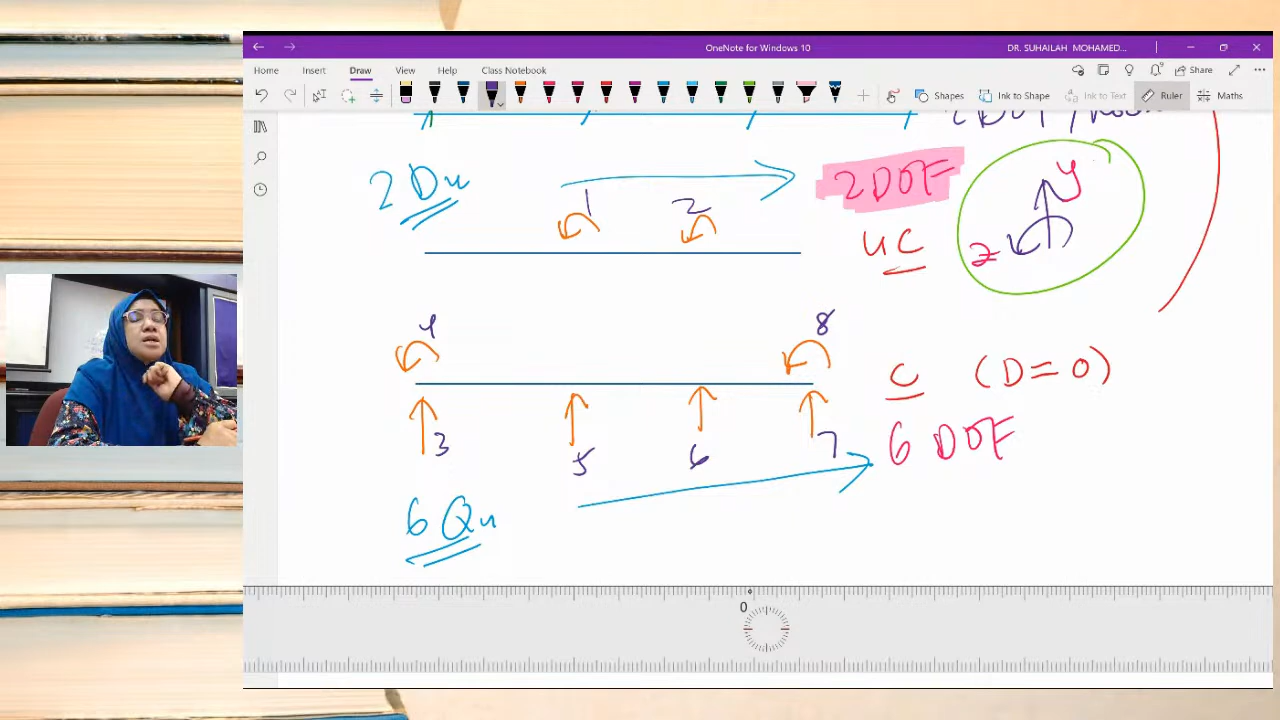 OneNote for Windows 10
DR. SUHAILAH MOHAMED...
Home Insert Draw View Help Class Notebook
Share
Shapes Ink to Shape Ink to Text Ruler Maths
2 Du
1 2
2 DOF
uc
y
z
4 8
C (D = 0)
3 5 6 7
6 DOF
6 Qu
0